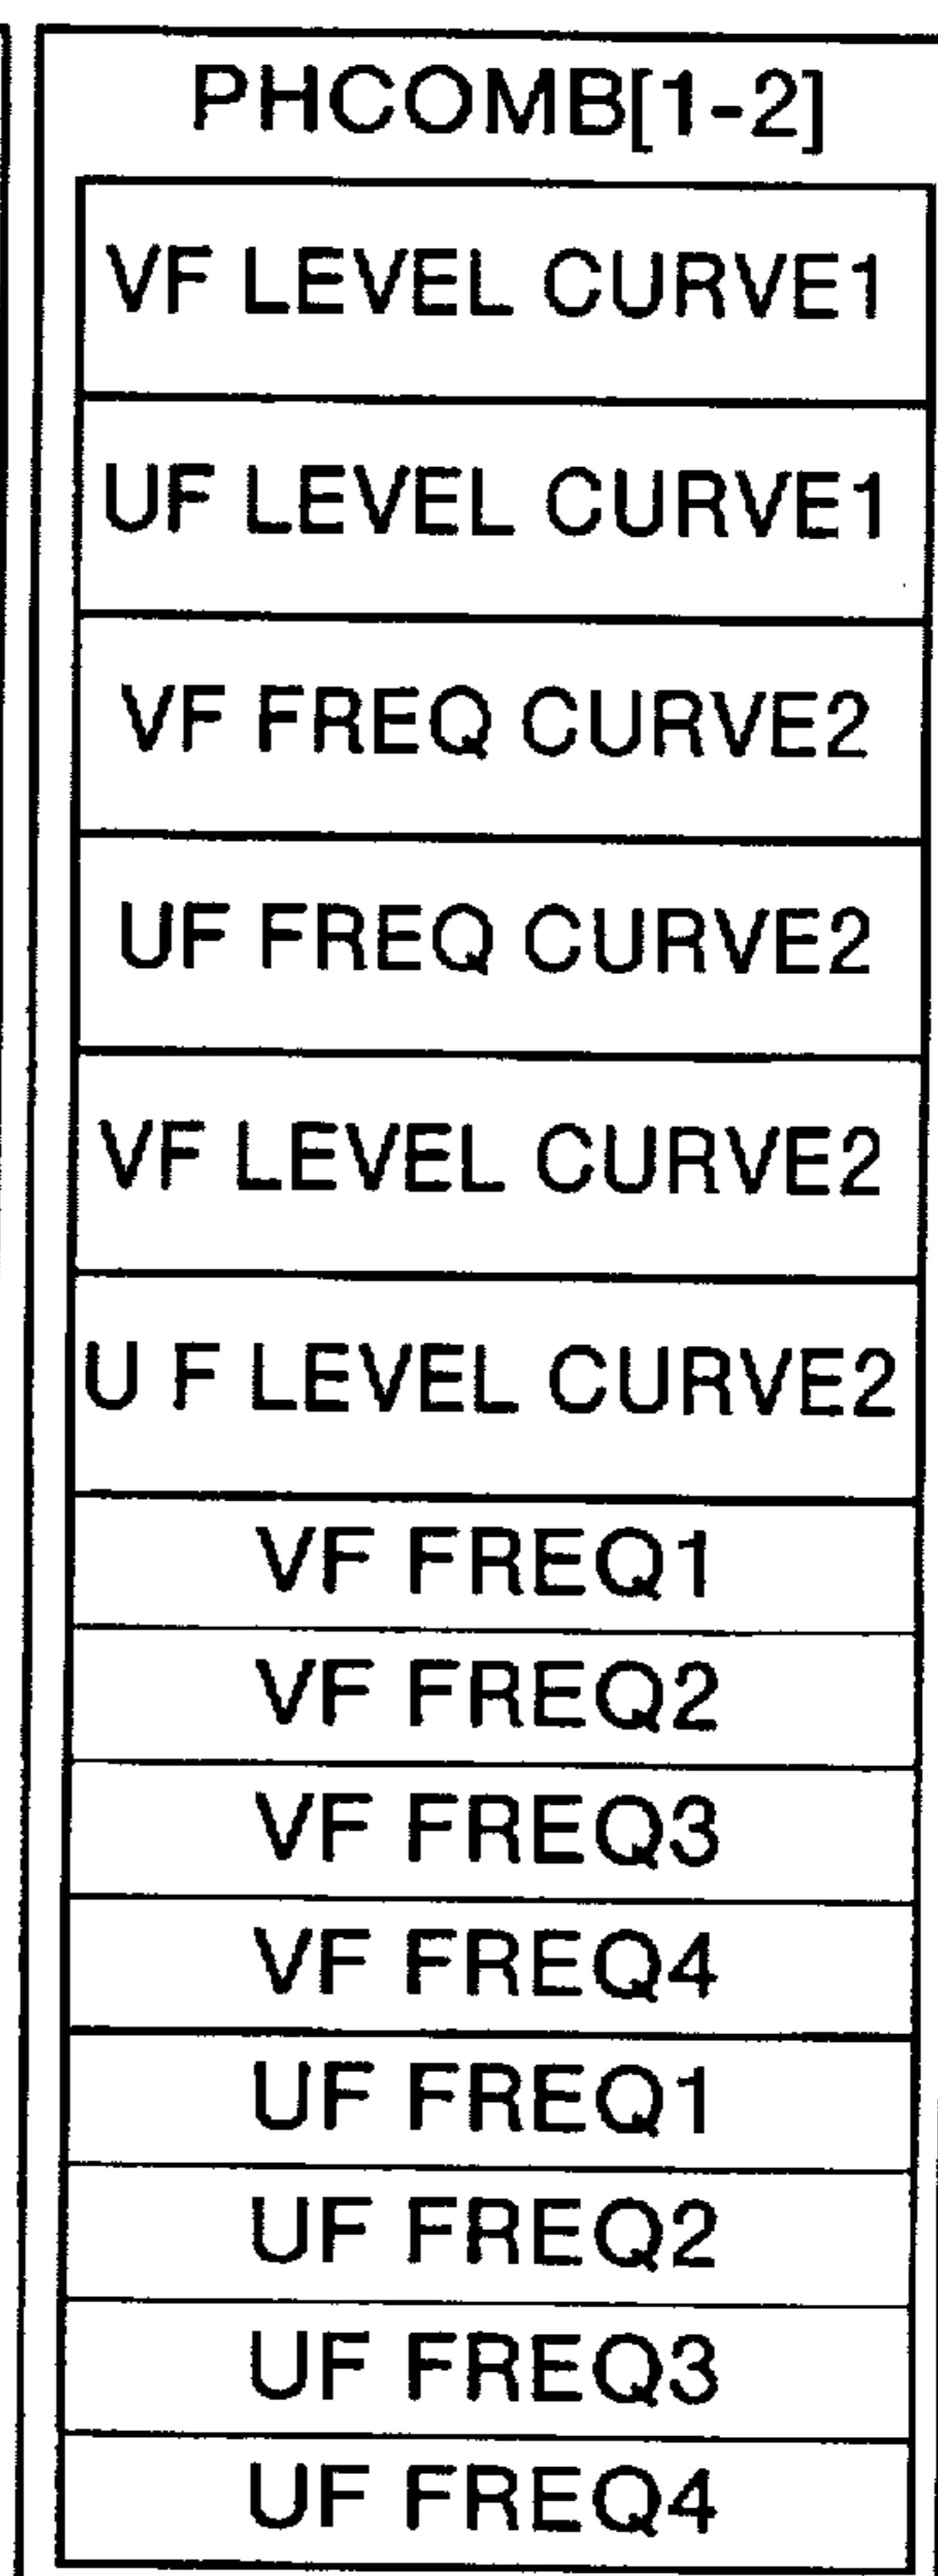 PHCOMB[1-2]
VF LEVEL CURVE1
UF LEVEL CURVE1
VF FREQ CURVE2
UF FREQ CURVE2
VF LEVEL CURVE2
U F LEVEL CURVE2
VF FREQ1
VF FREQ2
VF FREQ3
VF FREQ4
UF FREQ1
UF FREQ2
UF FREQ3
UF FREQ4